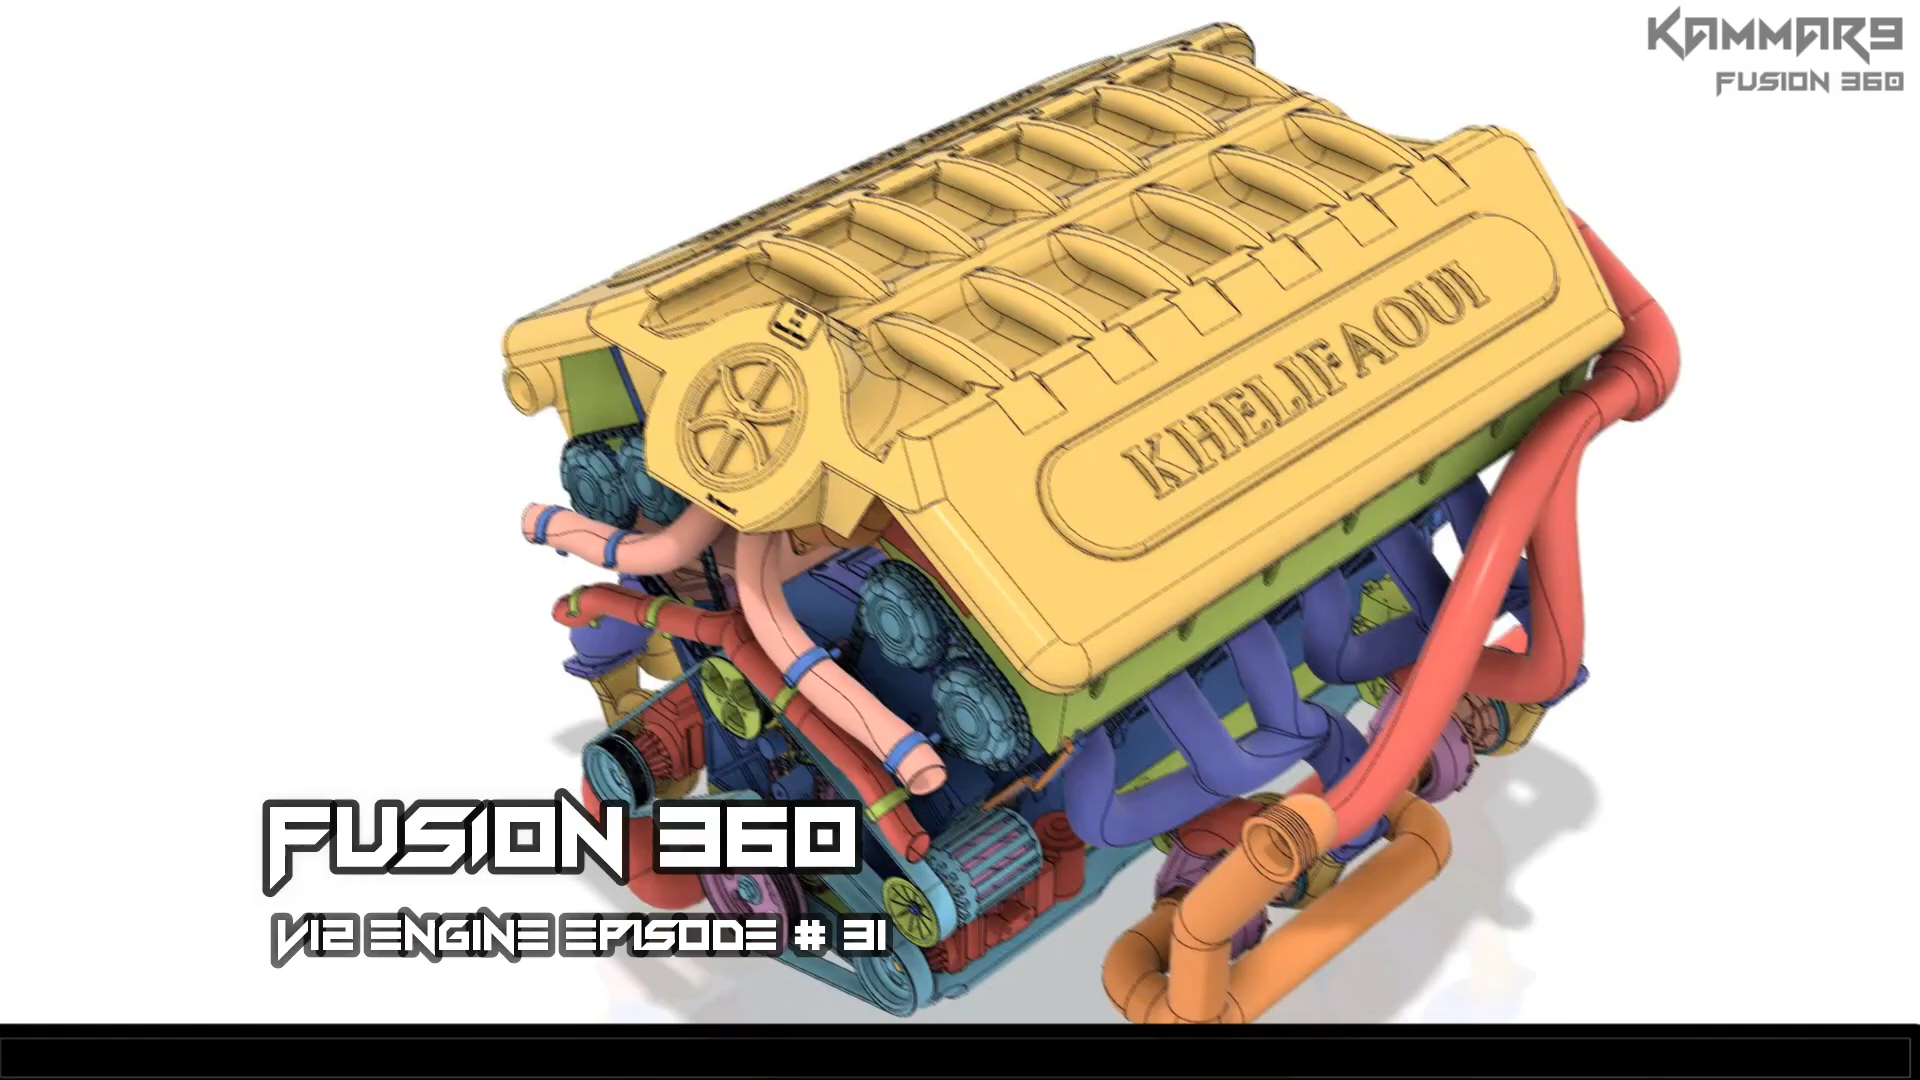 KAMMAR9
FUSION 360
KHELIFAOUI
FUSION 360
V12 ENGINE EPISODE # 31